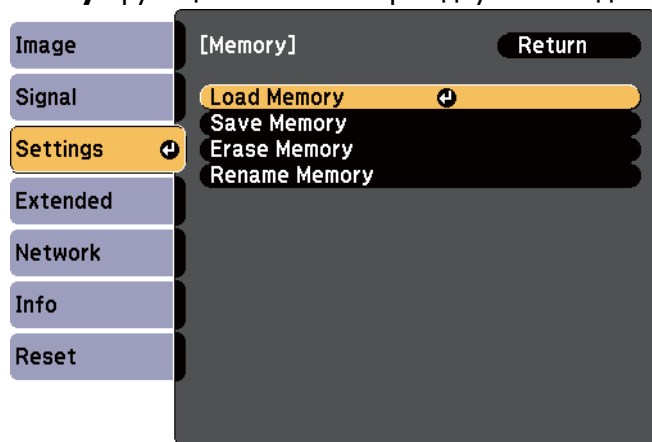 Image
Signal
Settings
Extended
Network
Info
Reset
[Memory]
Return
Load Memory
Save Memory
Erase Memory
Rename Memory